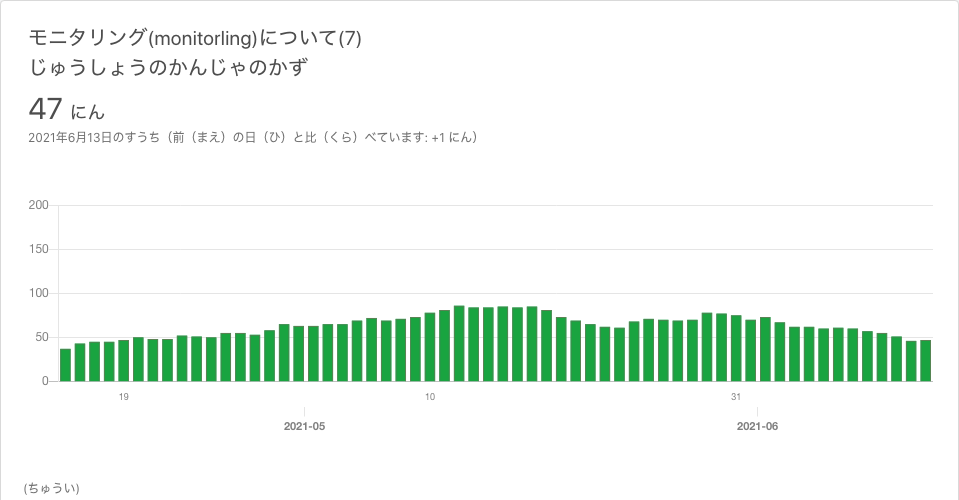 モニタリング(monitorling)について(7)
じゅうしょうのかんじゃのかず
47 にん
2021年6月13日のすうち（前（まえ）の日（ひ）と比（くら）べています: +1 にん）
200
150
100
50
0
19
10
31
2021-05
2021-06
(ちゅうい)